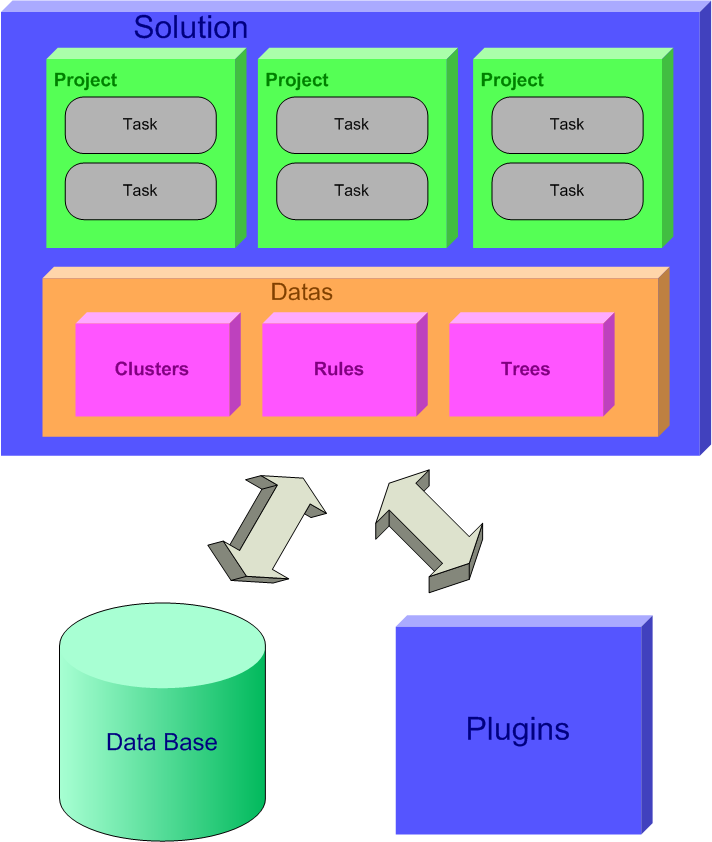 Solution
Project
Project
Project
Task
Task
Task
Task
Task
Task
Datas
Clusters
Rules
Trees
Data Base
Plugins